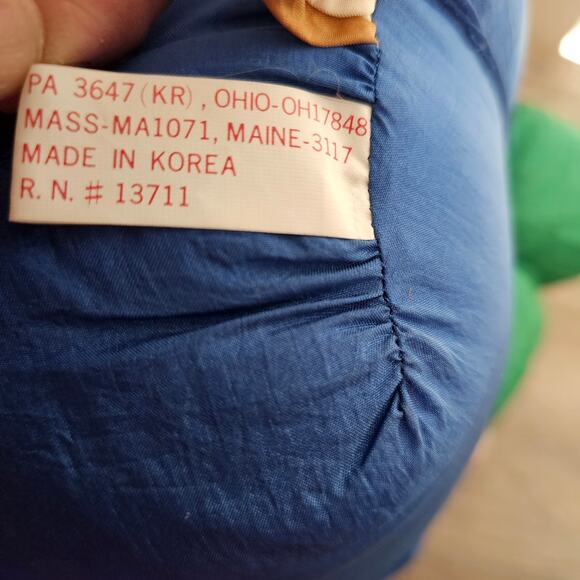 PA 3647(KR), OHIO-OH17848
MASS-MA1071, MAINE-3117
MADE IN KOREA
R. N. # 13711